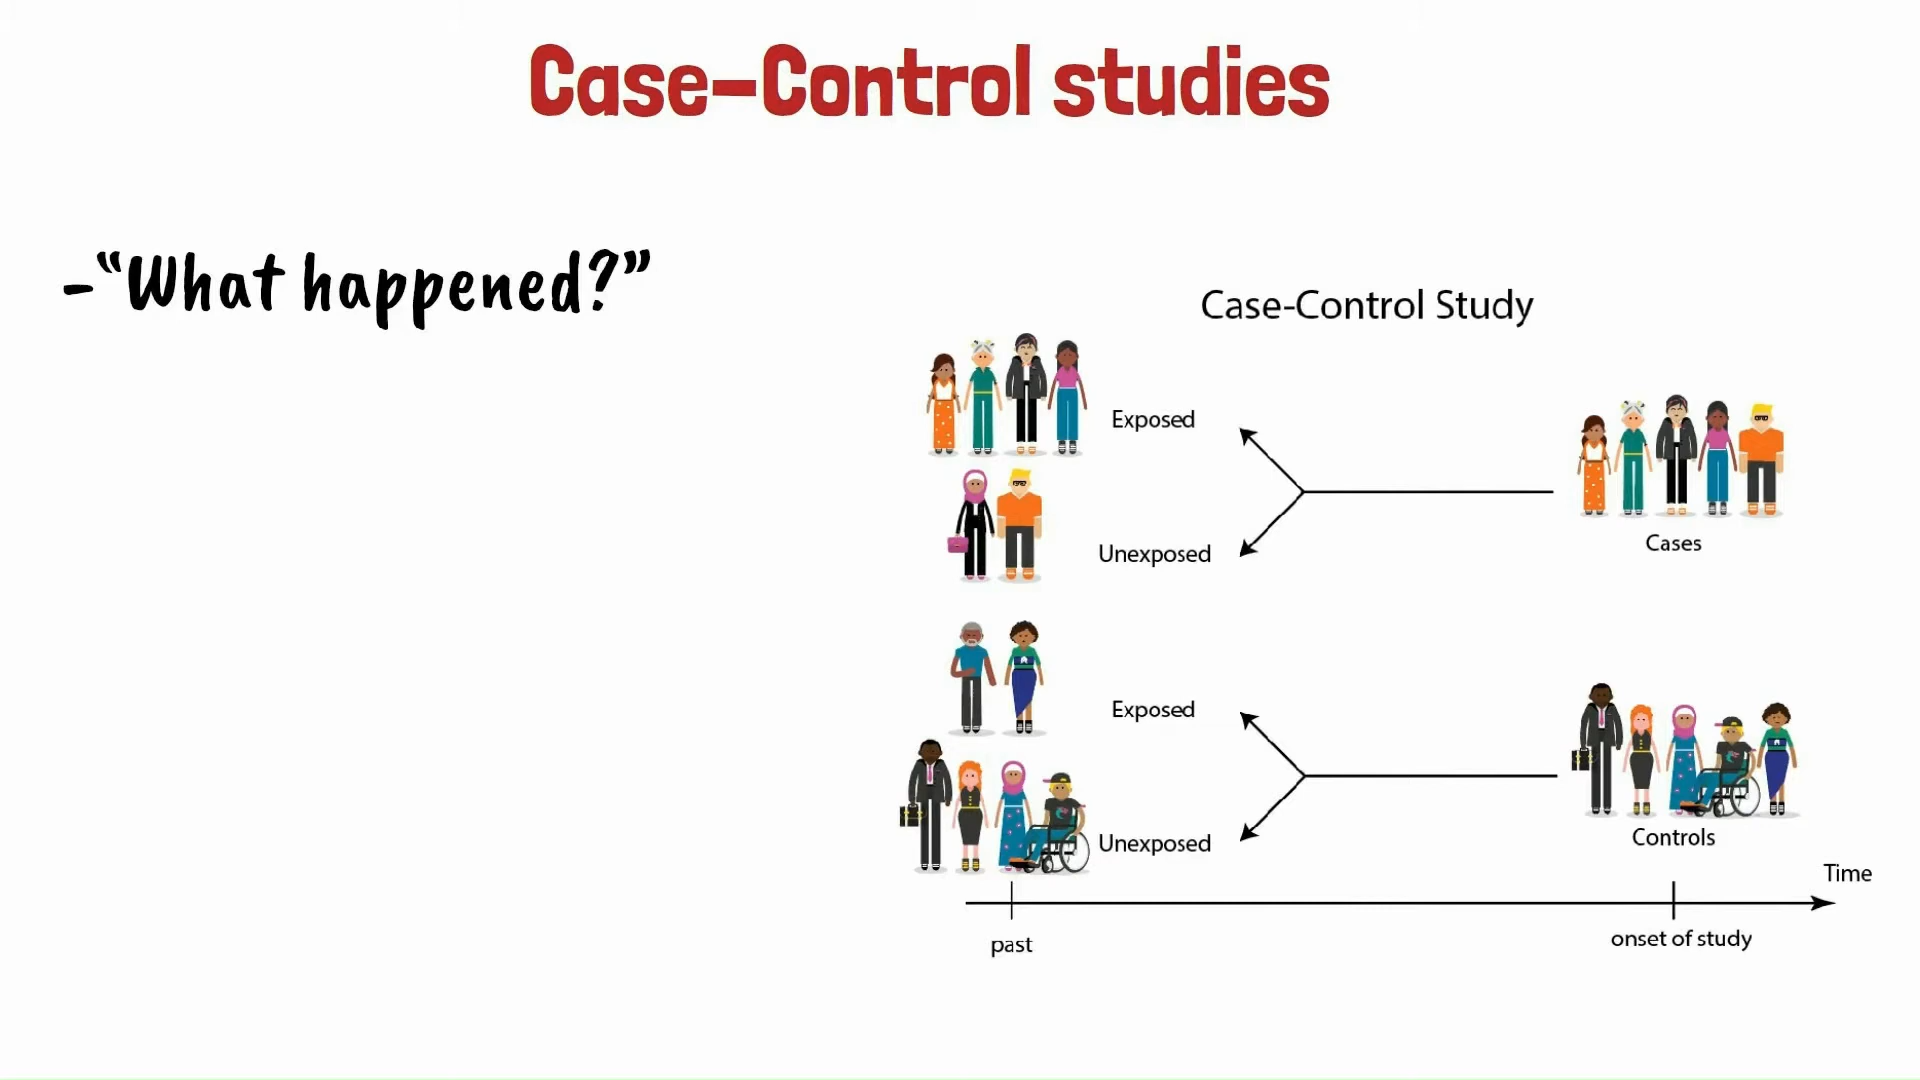 Case-Control studies
-“What happened?”
Case-Control Study
Exposed
Unexposed
Cases
Exposed
Unexposed
Controls
Time
past
onset of study